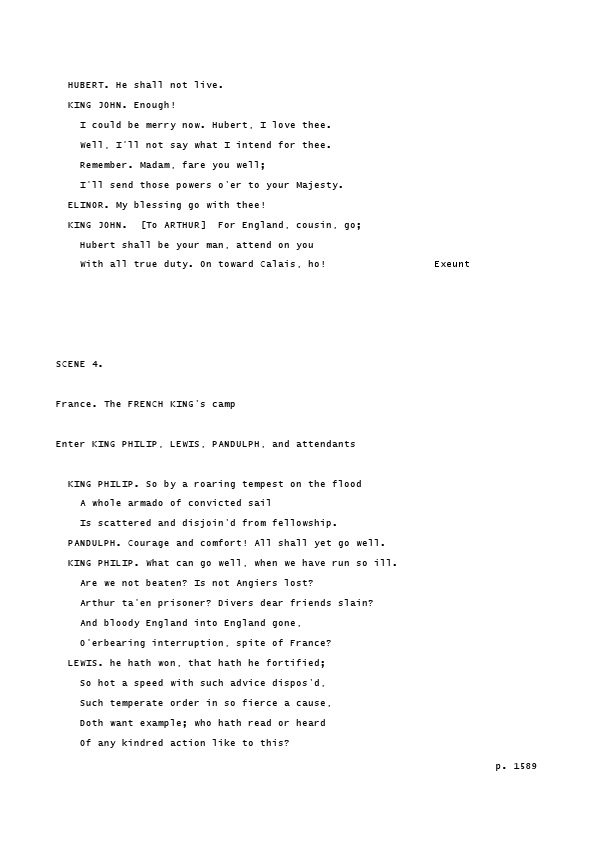 HUBERT. He shall not live.
KING JOHN. Enough!
I could be merry now. Hubert, I love thee.
Well, I'll not say what I intend for thee.
Remember. Madam, fare you well;
I'll send those powers o'er to your Majesty.
ELINOR. My blessing go with thee!
KING JOHN. [To ARTHUR] For England, cousin, go;
Hubert shall be your man, attend on you
With all true duty. On toward Calais, ho! Exeunt
SCENE 4.
France. The FRENCH KING's camp
Enter KING PHILIP, LEWIS, PANDULPH, and attendants
KING PHILIP. So by a roaring tempest on the flood
A whole armado of convicted sail
Is scattered and disjoin'd from fellowship.
PANDULPH. Courage and comfort! All shall yet go well.
KING PHILIP. What can go well, when we have run so ill.
Are we not beaten? Is not Angiers lost?
Arthur ta'en prisoner? Divers dear friends slain?
And bloody England into England gone,
O'erbearing interruption, spite of France?
LEWIS. he hath won, that hath he fortified;
So hot a speed with such advice dispos'd,
Such temperate order in so fierce a cause,
Doth want example; who hath read or heard
Of any kindred action like to this?
p. 1589